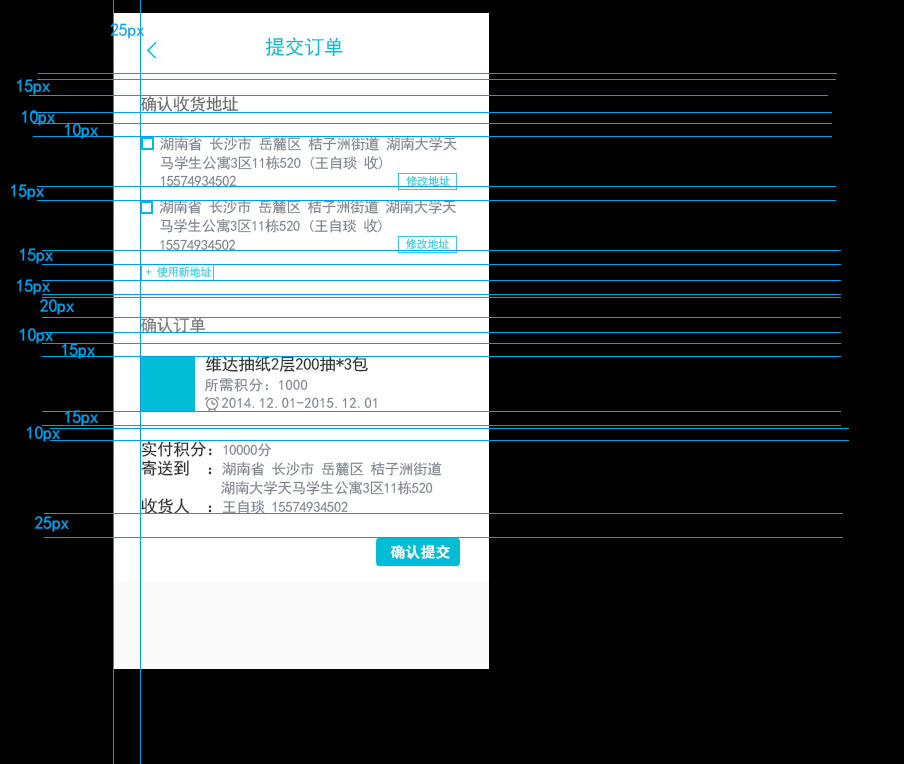 25px
提交订单
15px
确认收货地址
10px
10px
湖南省 长沙市 岳麓区 桔子洲街道 湖南大学天
马学生公寓3区11栋520 (王自琰 收)
15574934502
修改地址
15px
湖南省 长沙市 岳麓区 桔子洲街道 湖南大学天
马学生公寓3区11栋520 (王自琰 收)
15574934502
修改地址
15px
+ 使用新地址
15px
20px
确认订单
10px
15px
维达抽纸2层200抽*3包
所需积分：1000
2014.12.01-2015.12.01
15px
10px
实付积分：10000分
寄送到 ：湖南省 长沙市 岳麓区 桔子洲街道
湖南大学天马学生公寓3区11栋520
收货人 ：王自琰 15574934502
25px
确认提交